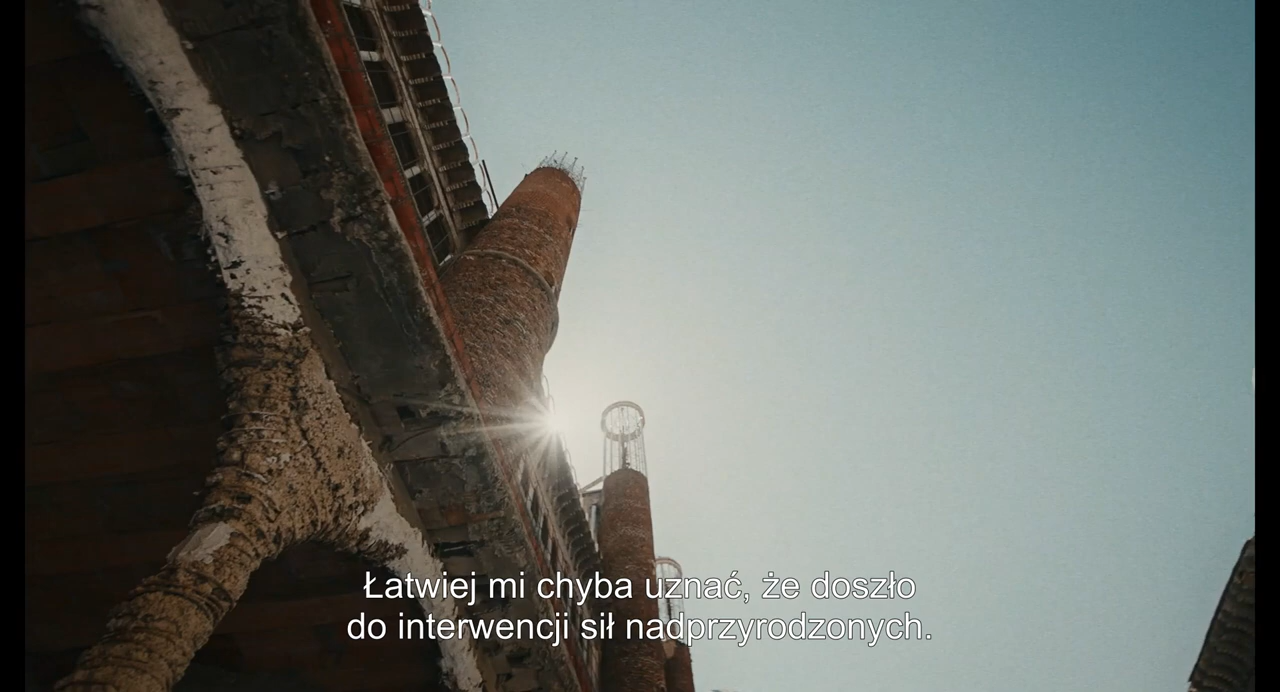 Łatwiej mi chyba uznać, że doszło
do interwencji sił nadprzyrodzonych.